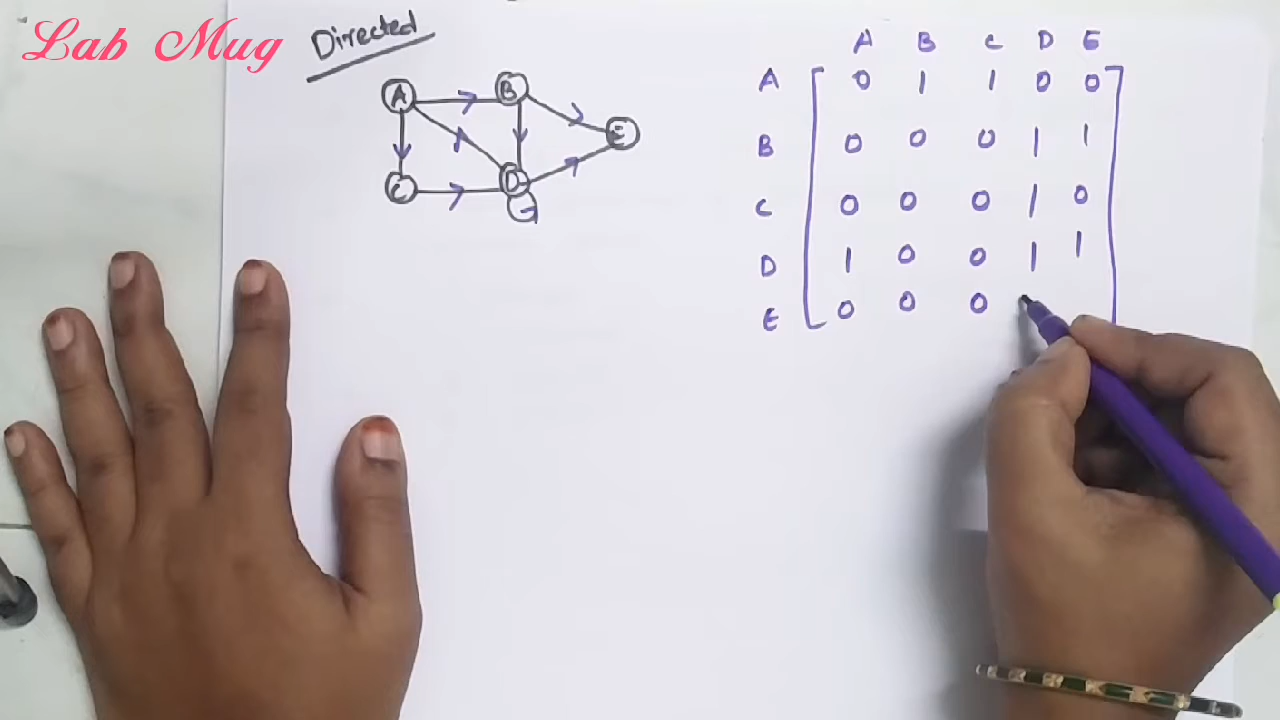 Lab Mug
Directed
A B E C D
A B C D E
A 0 1 1 0 0
B 0 0 0 1 1
C 0 0 0 1 0
D 1 0 0 1 1
E 0 0 0